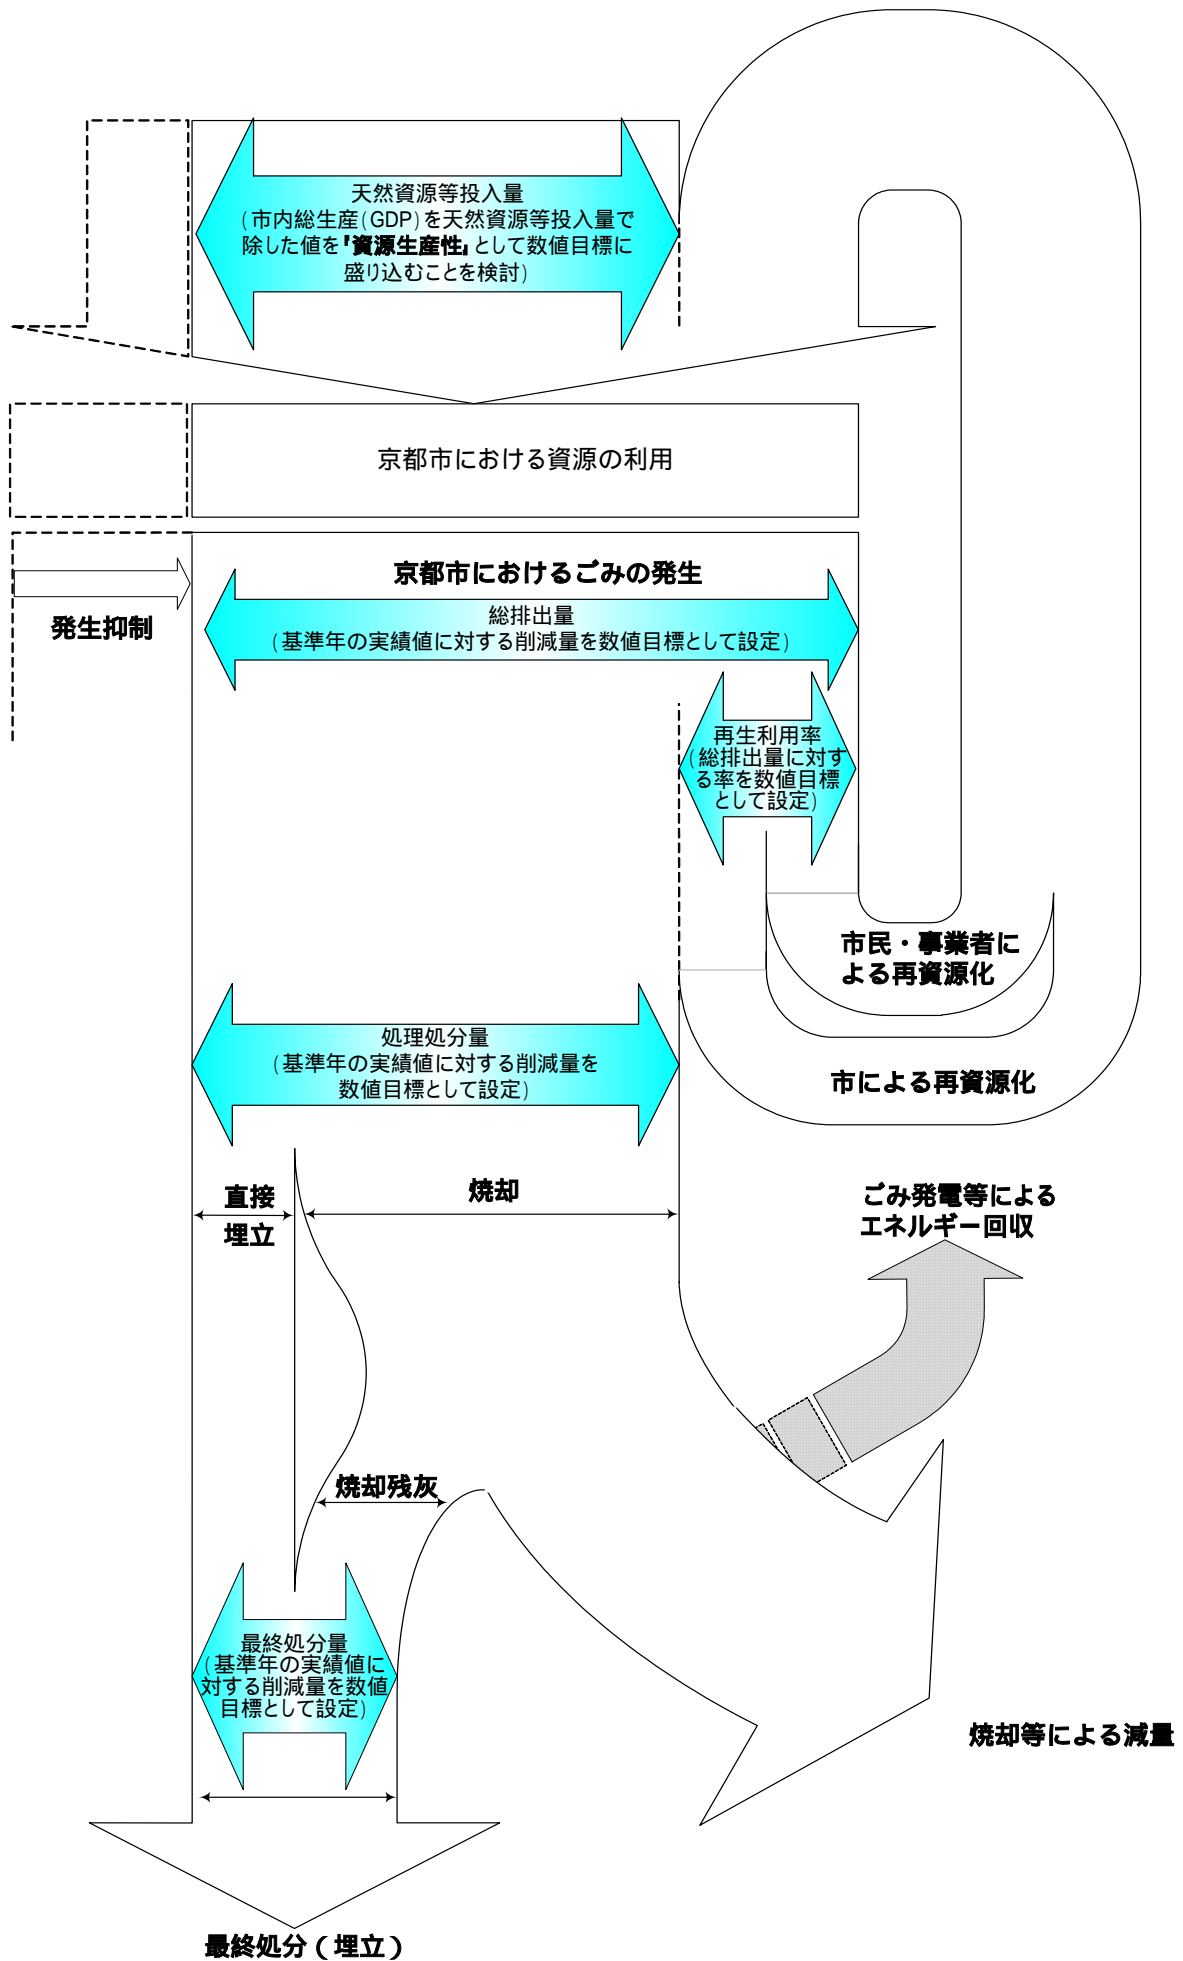 天然資源等投入量
(市内総生産(GDP)を天然資源等投入量で
除した値を『資源生産性』として数値目標に
盛り込むことを検討)
京都市における資源の利用
京都市におけるごみの発生
総排出量
(基準年の実績値に対する削減量を数値目標として設定)
発生抑制
再生利用率
(総排出量に対す
る率を数値目標
として設定)
市民・事業者に
よる再資源化
処理処分量
(基準年の実績値に対する削減量を
数値目標として設定)
市による再資源化
直接
埋立
焼却
ごみ発電等による
エネルギー回収
焼却残灰
最終処分量
(基準年の実績値に
対する削減量を数値
目標として設定)
焼却等による減量
最終処分(埋立)